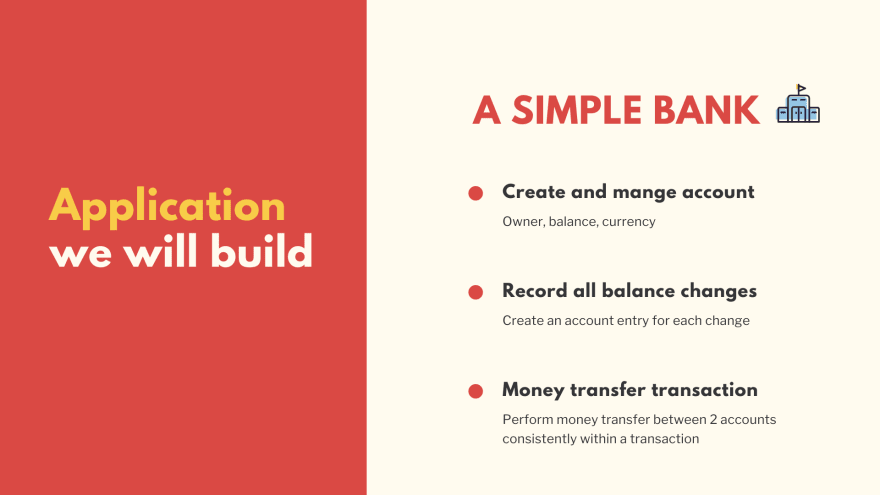 Application
we will build
A SIMPLE BANK
Create and mange account
Owner, balance, currency
Record all balance changes
Create an account entry for each change
Money transfer transaction
Perform money transfer between 2 accounts
consistently within a transaction